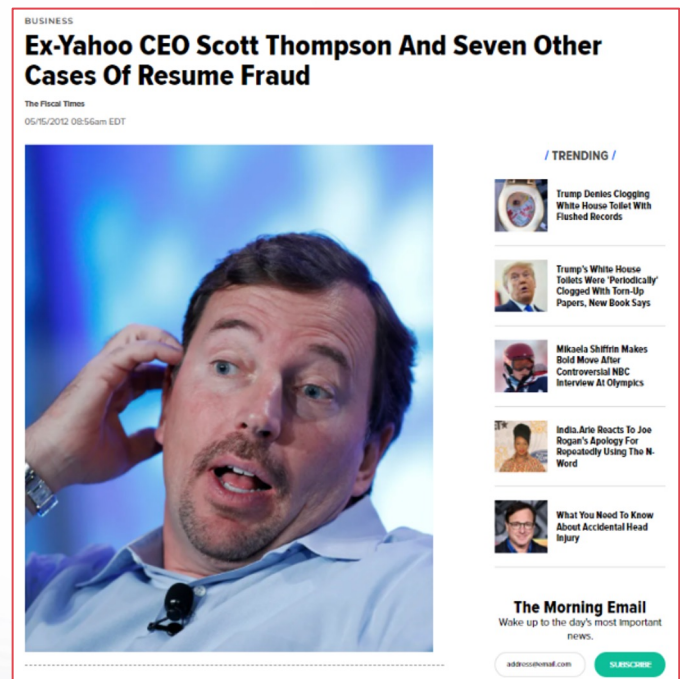 BUSINESS
Ex-Yahoo CEO Scott Thompson And Seven Other
Cases Of Resume Fraud
The Fiscal Times
05/15/2012 08:56am EDT
/ TRENDING /
Trump Denies Clogging
White House Toilet With
Flushed Records
Trump's White House
Toilets Were 'Periodically'
Clogged With Torn-Up
Papers, New Book Says
Mikaela Shiffrin Makes
Bold Move After
Controversial NBC
Interview At Olympics
India.Arie Reacts To Joe
Rogan's Apology For
Repeatedly Using The N-
Word
What You Need To Know
About Accidental Head
Injury
The Morning Email
Wake up to the day's most important
news.
address@email.com
SUBSCRIBE